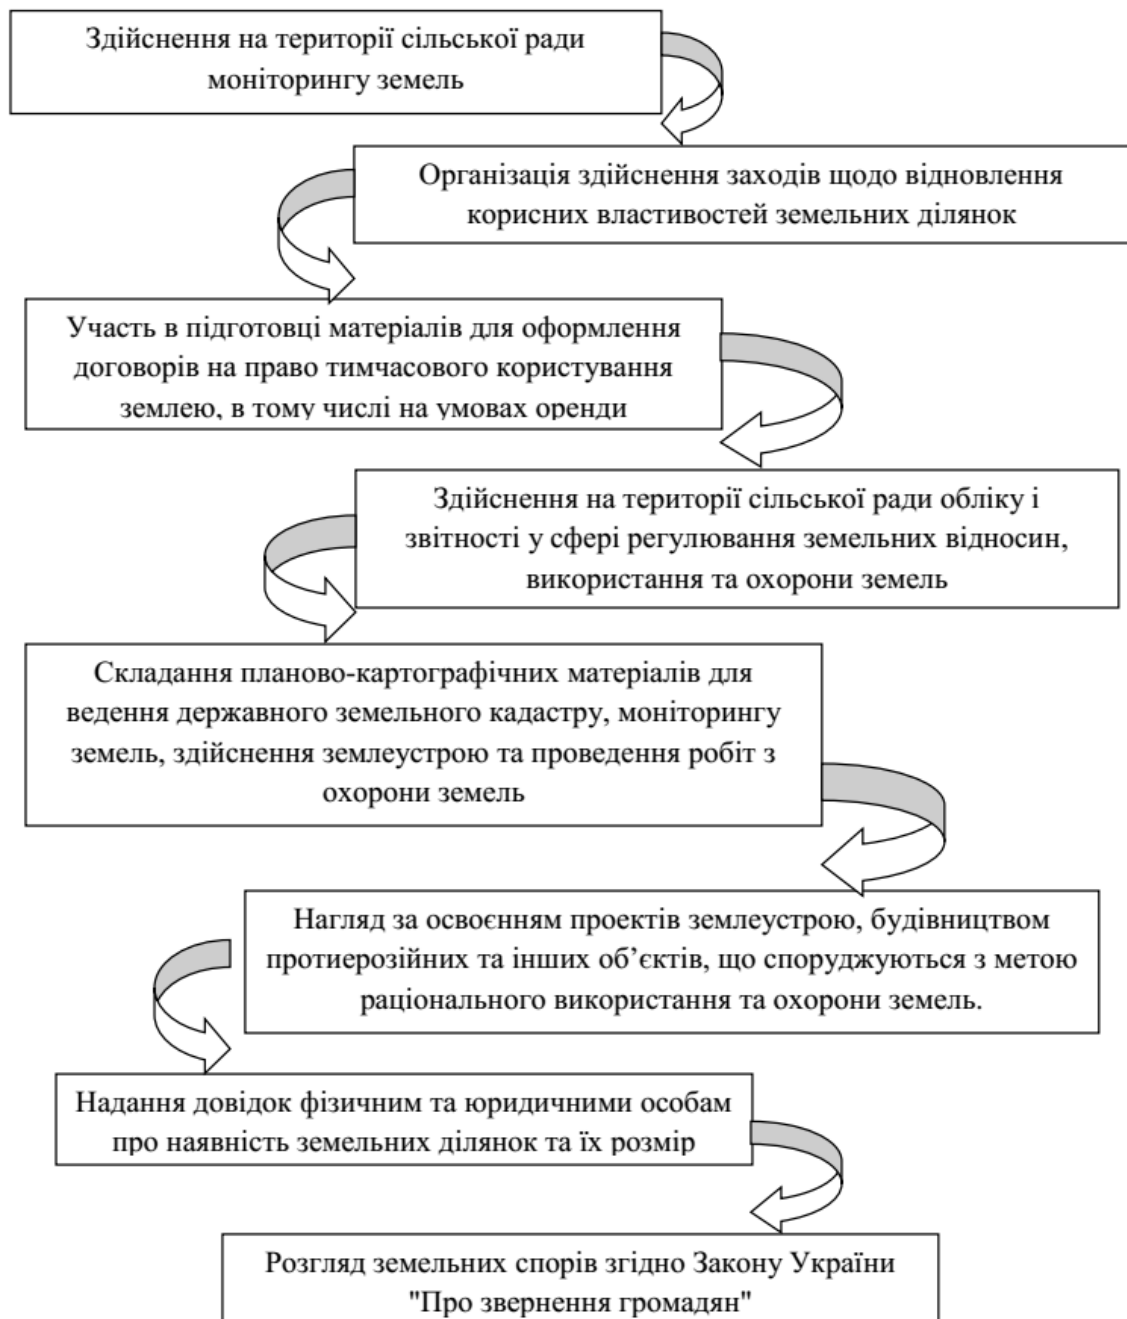 Здійснення на території сільської ради
моніторингу земель
Організація здійснення заходів щодо відновлення
корисних властивостей земельних ділянок
Участь в підготовці матеріалів для оформлення
договорів на право тимчасового користування
землею, в тому числі на умовах оренди
Здійснення на території сільської ради обліку і
звітності у сфері регулювання земельних відносин,
використання та охорони земель
Складання планово-картографічних матеріалів для
ведення державного земельного кадастру, моніторингу
земель, здійснення землеустрою та проведення робіт з
охорони земель
Нагляд за освоєнням проектів землеустрою, будівництвом
протиерозійних та інших об’єктів, що споруджуються з метою
раціонального використання та охорони земель.
Надання довідок фізичним та юридичними особам
про наявність земельних ділянок та їх розмір
Розгляд земельних спорів згідно Закону України
"Про звернення громадян"